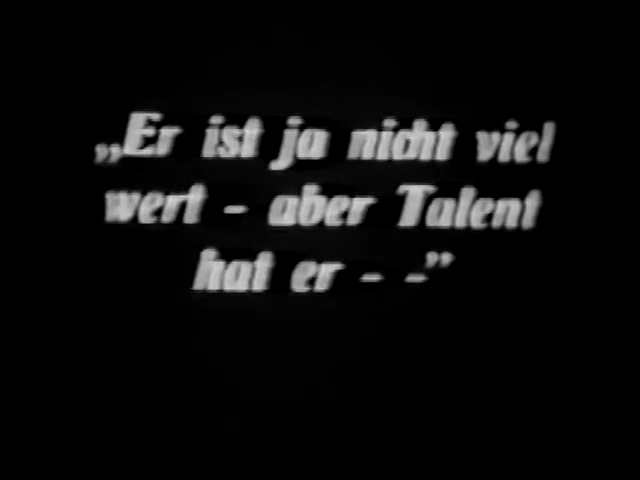 „Er ist ja nicht viel
wert - aber Talent
hat er - -”